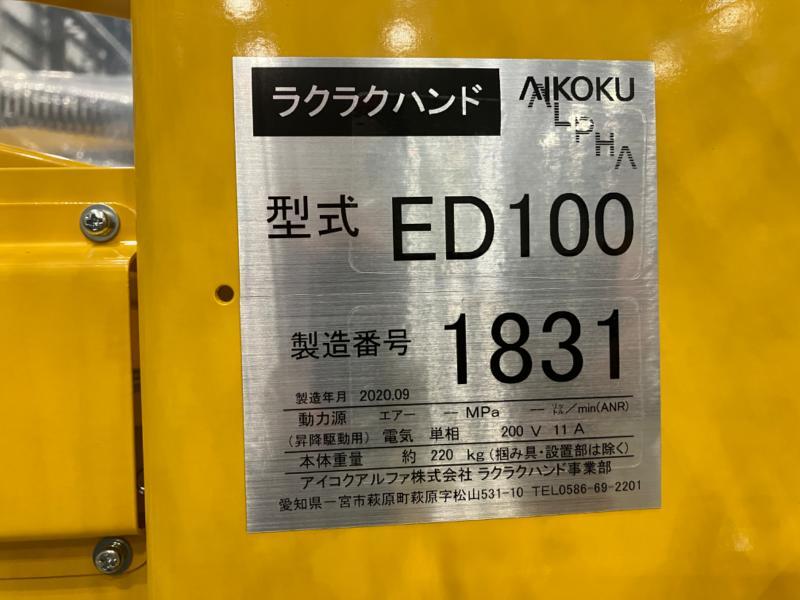 ラクラクハンド
AIKOKU
ALPHA
型式 ED100
製造番号 1831
製造年月 2020.09
動力源 エアー ― MPa ― ㍑/min(ANR)
(昇降駆動用) 電気 単相 200 V 11 A
本体重量 約 220 kg (掴み具・設置部は除く)
アイコクアルファ株式会社 ラクラクハンド事業部
愛知県一宮市萩原町萩原字松山531-10 TEL0586-69-2201